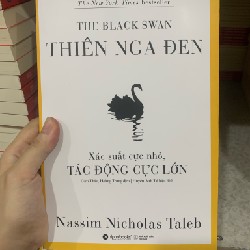 The New York Times bestseller
THE BLACK SWAN
THIÊN NGA ĐEN
Xác suất cực nhỏ,
TÁC ĐỘNG CỰC LỚN
Nassim Nicholas Taleb